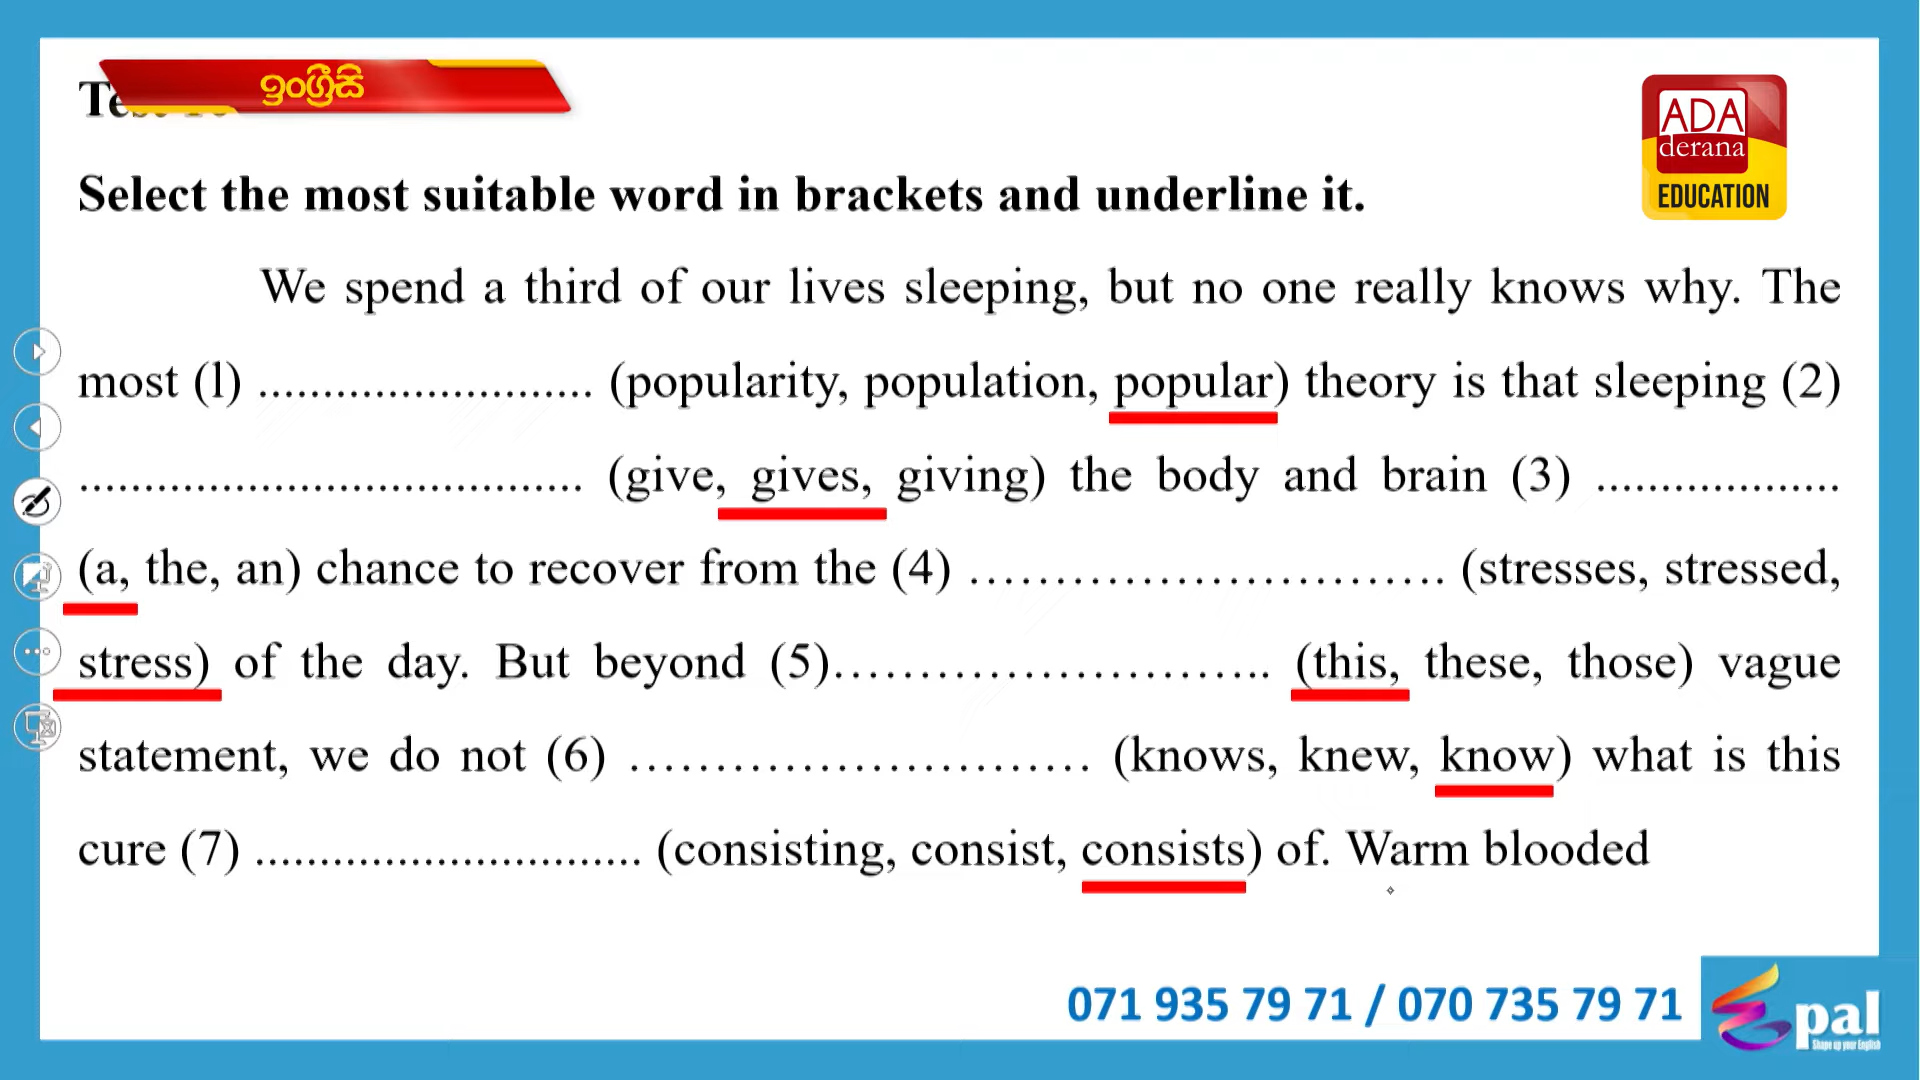 ඉංග්‍රීසි
ADA
derana
EDUCATION
Select the most suitable word in brackets and underline it.
We spend a third of our lives sleeping, but no one really knows why. The
most (l) .......................... (popularity, population, popular) theory is that sleeping (2)
....................................... (give, gives, giving) the body and brain (3) ...................
(a, the, an) chance to recover from the (4) ………………………. (stresses, stressed,
stress) of the day. But beyond (5)…………………….. (this, these, those) vague
statement, we do not (6) ……………………… (knows, knew, know) what is this
cure (7) .............................. (consisting, consist, consists) of. Warm blooded
071 935 79 71 / 070 735 79 71
pal
Shape up your English